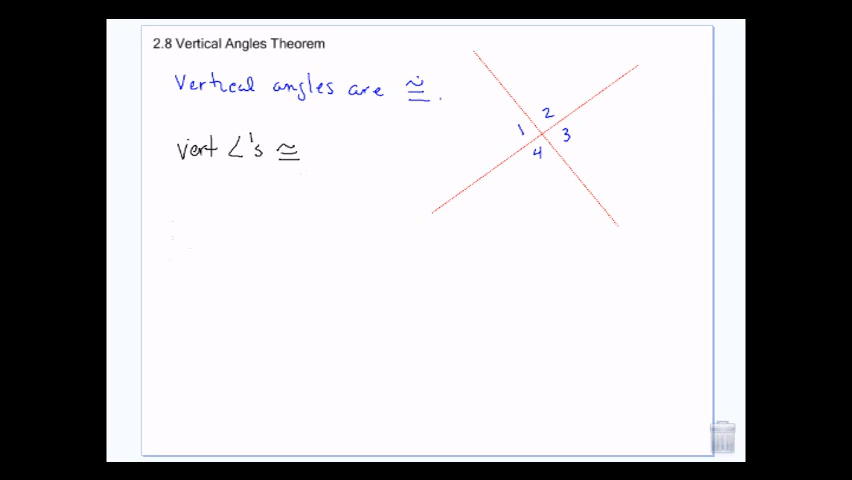 2.8 Vertical Angles Theorem
Vertical angles are ≅.
vert ∠'s ≅
2
1
3
4